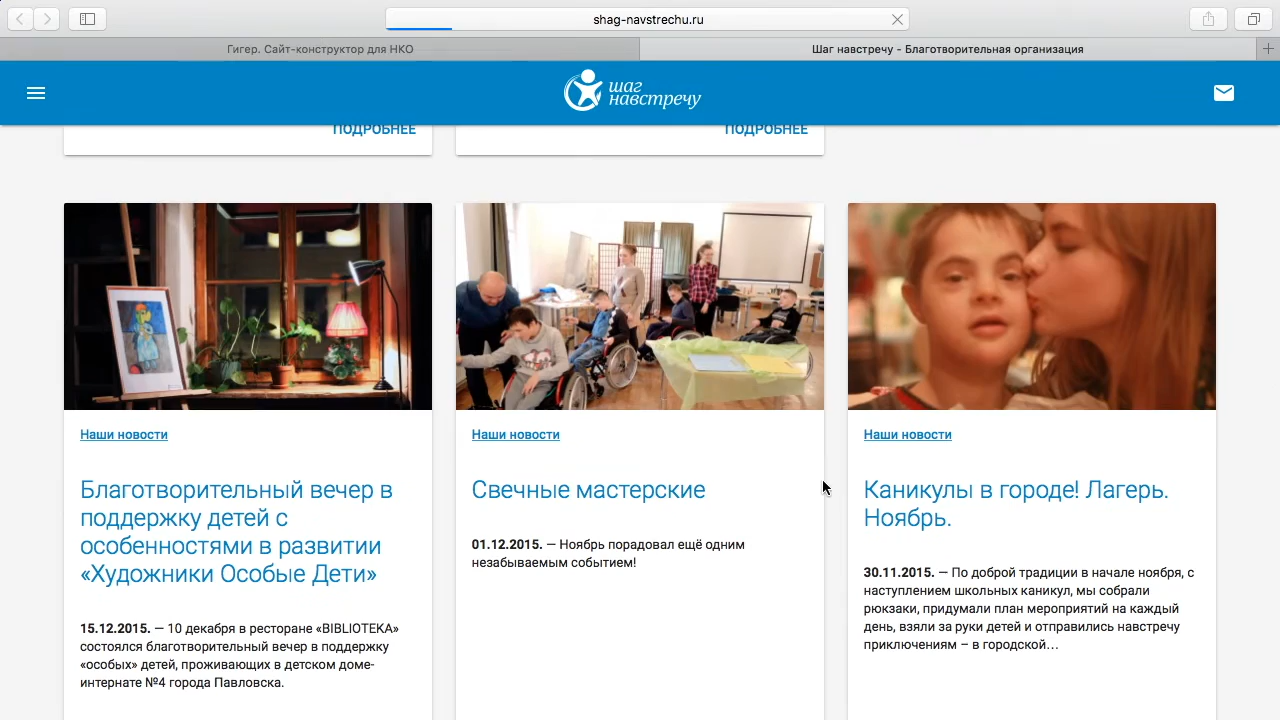 shag-navstrechu.ru
Гигер. Сайт-конструктор для НКО
Шаг навстречу - Благотворительная организация
шаг
навстречу
ПОДРОБНЕЕ
ПОДРОБНЕЕ
Наши новости
Благотворительный вечер в
поддержку детей с
особенностями в развитии
«Художники Особые Дети»
15.12.2015. — 10 декабря в ресторане «BIBLIOTEKA»
состоялся благотворительный вечер в поддержку
«особых» детей, проживающих в детском доме-
интернате №4 города Павловска.
Наши новости
Свечные мастерские
01.12.2015. — Ноябрь порадовал ещё одним
незабываемым событием!
Наши новости
Каникулы в городе! Лагерь.
Ноябрь.
30.11.2015. — По доброй традиции в начале ноября, с
наступлением школьных каникул, мы собрали
рюкзаки, придумали план мероприятий на каждый
день, взяли за руки детей и отправились навстречу
приключениям – в городской…